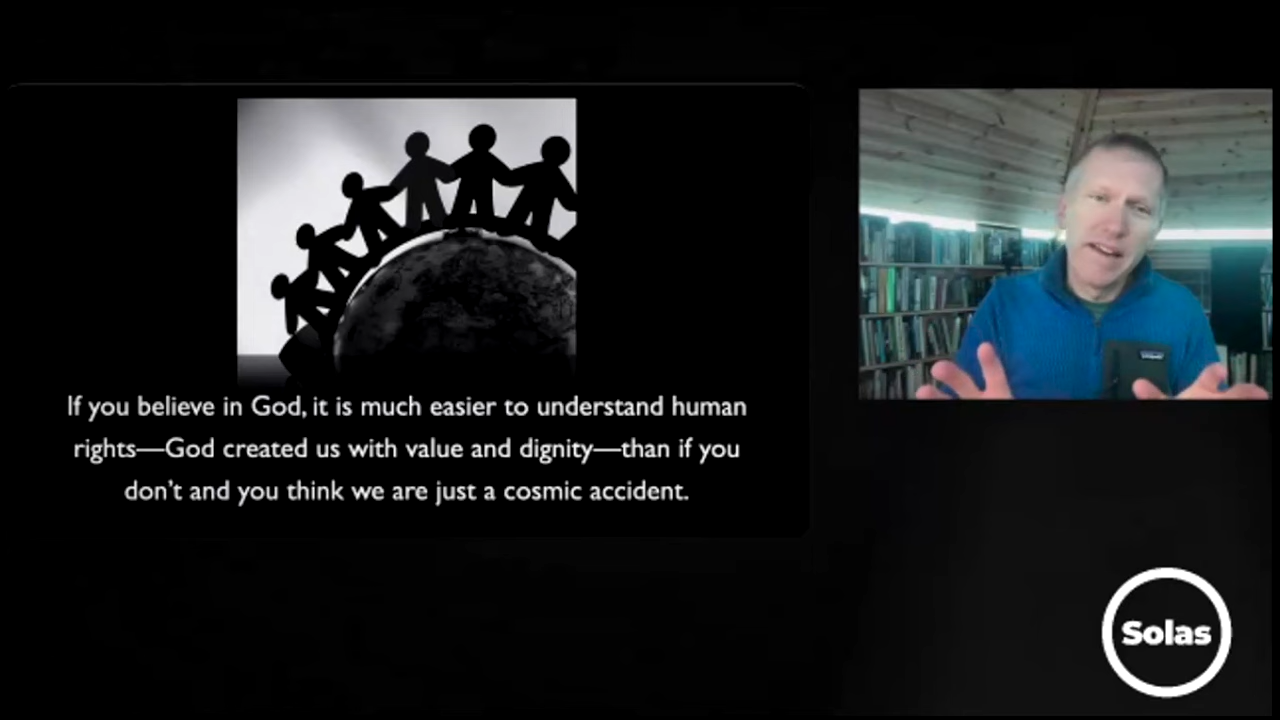 If you believe in God, it is much easier to understand human
rights—God created us with value and dignity—than if you
don’t and you think we are just a cosmic accident.
Solas